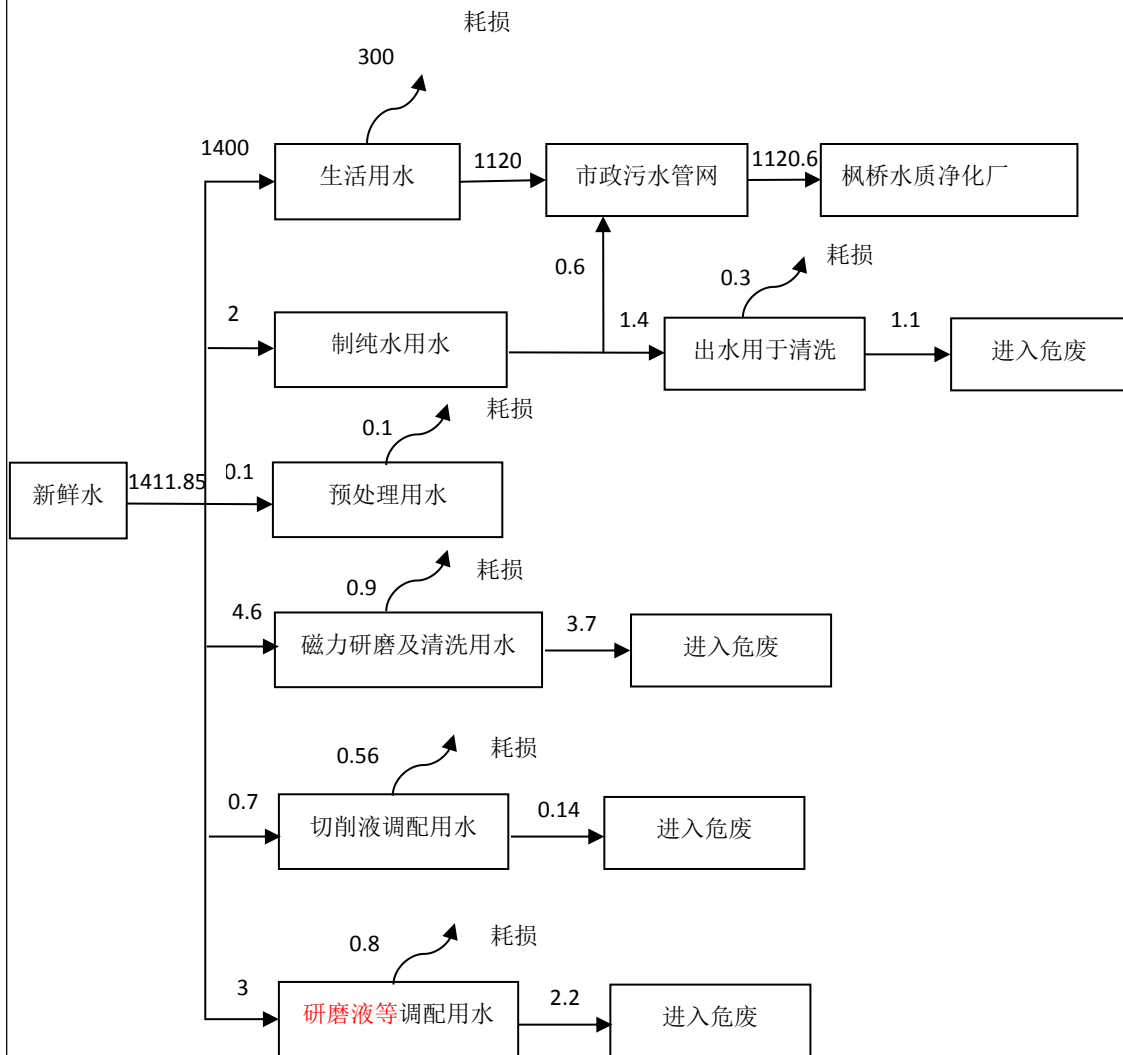 耗损
300
1400
生活用水
1120
市政污水管网
1120.6
枫桥水质净化厂
0.6
耗损
0.3
2
制纯水用水
1.4
出水用于清洗
1.1
进入危废
耗损
0.1
新鲜水
1411.85
0.1
预处理用水
耗损
0.9
4.6
磁力研磨及清洗用水
3.7
进入危废
耗损
0.56
0.7
切削液调配用水
0.14
进入危废
耗损
0.8
3
研磨液等调配用水
2.2
进入危废